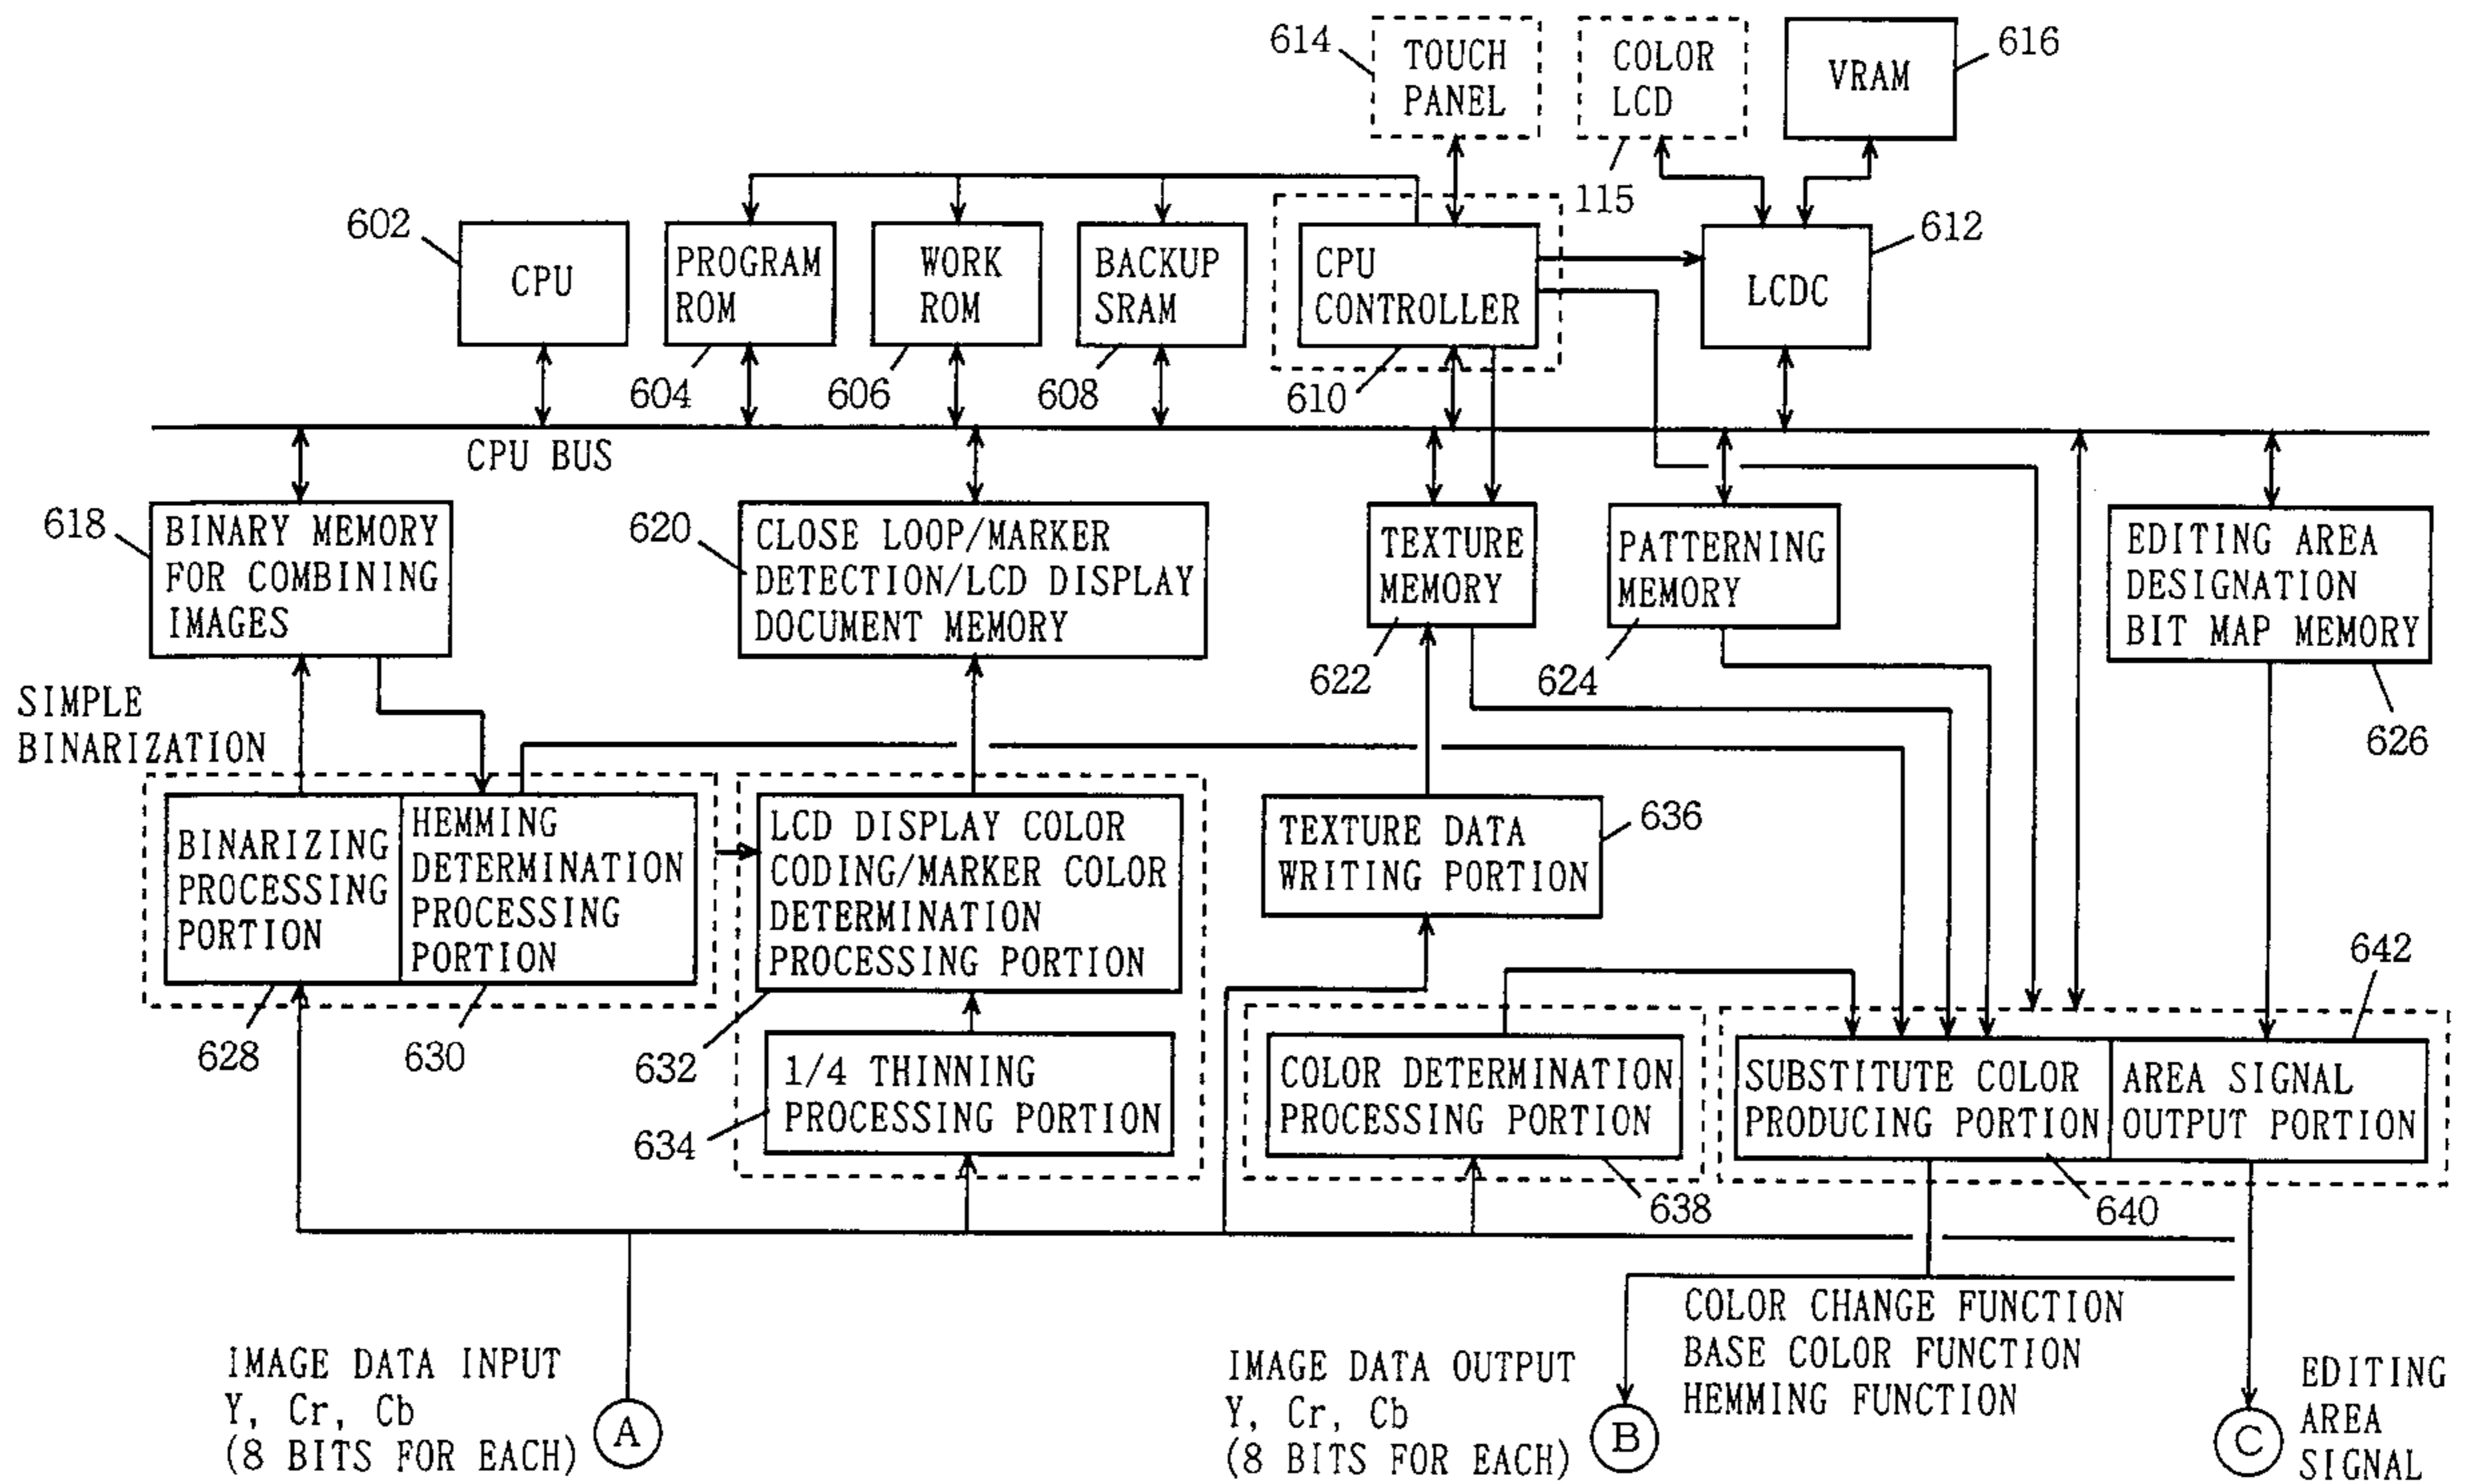 614
TOUCH
PANEL
COLOR
LCD
115
VRAM
616
602
CPU
PROGRAM
ROM
604
WORK
ROM
606
BACKUP
SRAM
608
CPU
CONTROLLER
610
LCDC
612
CPU BUS
618
BINARY MEMORY
FOR COMBINING
IMAGES
620
CLOSE LOOP/MARKER
DETECTION/LCD DISPLAY
DOCUMENT MEMORY
TEXTURE
MEMORY
622
PATTERNING
MEMORY
624
EDITING AREA
DESIGNATION
BIT MAP MEMORY
626
SIMPLE
BINARIZATION
BINARIZING
PROCESSING
PORTION
628
HEMMING
DETERMINATION
PROCESSING
PORTION
630
LCD DISPLAY COLOR
CODING/MARKER COLOR
DETERMINATION
PROCESSING PORTION
632
1/4 THINNING
PROCESSING PORTION
634
TEXTURE DATA
WRITING PORTION
636
COLOR DETERMINATION
PROCESSING PORTION
638
SUBSTITUTE COLOR
PRODUCING PORTION
640
AREA SIGNAL
OUTPUT PORTION
642
IMAGE DATA INPUT
Y, Cr, Cb
(8 BITS FOR EACH)
A
IMAGE DATA OUTPUT
Y, Cr, Cb
(8 BITS FOR EACH)
B
COLOR CHANGE FUNCTION
BASE COLOR FUNCTION
HEMMING FUNCTION
C
EDITING
AREA
SIGNAL